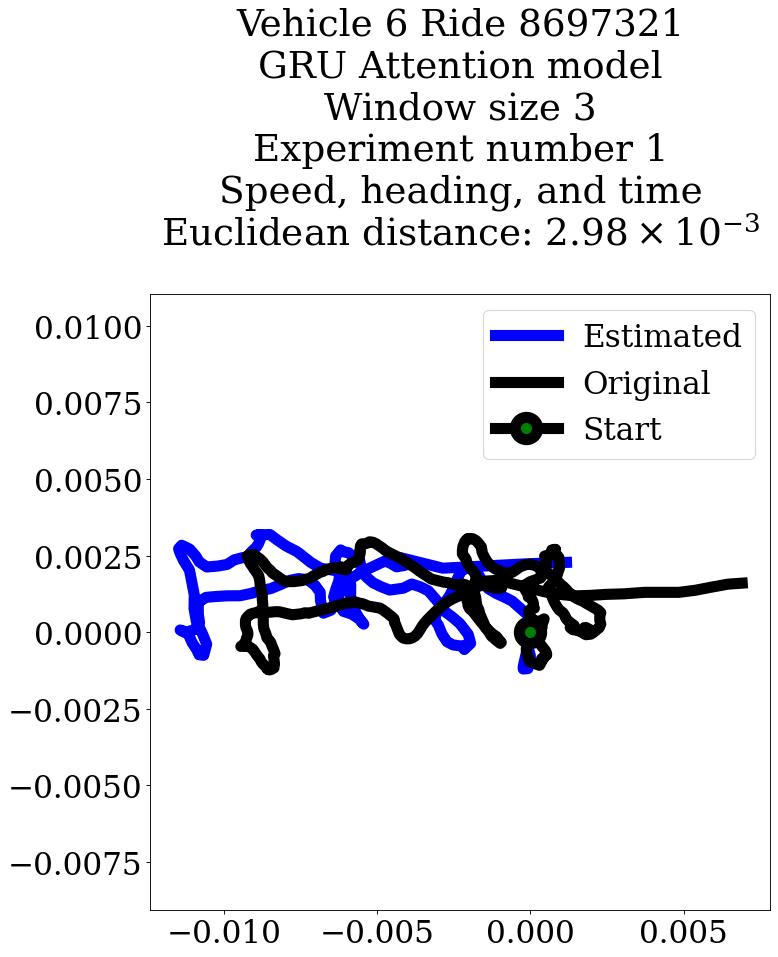 Vehicle 6 Ride 8697321
GRU Attention model
Window size 3
Experiment number 1
Speed, heading, and time
Euclidean distance: 2.98 × 10⁻³
Estimated
Original
Start
0.0100
0.0075
0.0050
0.0025
0.0000
−0.0025
−0.0050
−0.0075
−0.010 −0.005 0.000 0.005